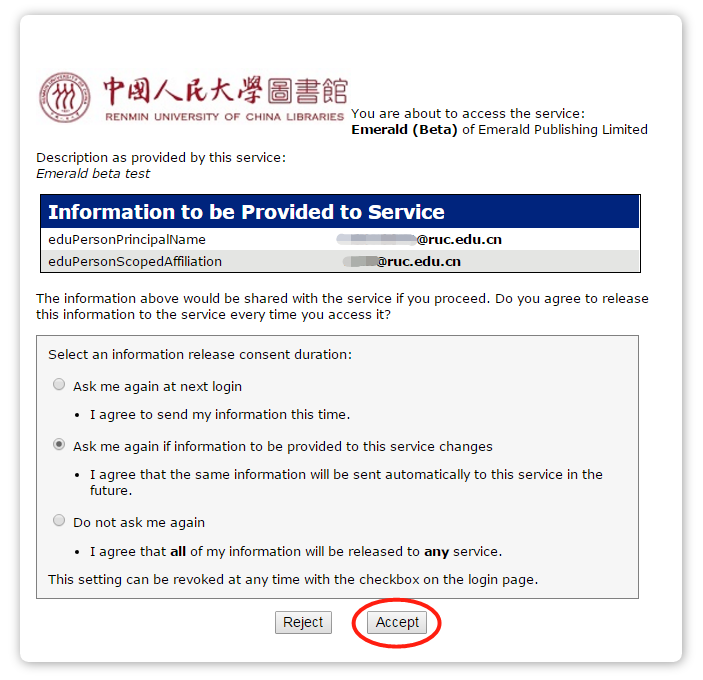 中國人民大學圖書館
RENMIN UNIVERSITY OF CHINA LIBRARIES
You are about to access the service:
Emerald (Beta) of Emerald Publishing Limited
Description as provided by this service:
Emerald beta test
Information to be Provided to Service
eduPersonPrincipalName @ruc.edu.cn
eduPersonScopedAffiliation @ruc.edu.cn
The information above would be shared with the service if you proceed. Do you agree to release
this information to the service every time you access it?
Select an information release consent duration:
Ask me again at next login
• I agree to send my information this time.
Ask me again if information to be provided to this service changes
• I agree that the same information will be sent automatically to this service in the
future.
Do not ask me again
• I agree that all of my information will be released to any service.
This setting can be revoked at any time with the checkbox on the login page.
Reject Accept